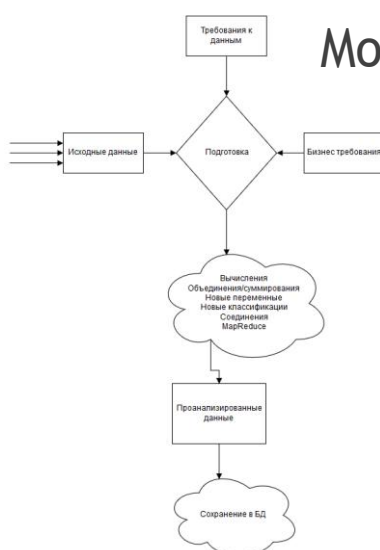 Требования к
данным
Мо
Исходные данные
Подготовка
Бизнес требования
Вычисления
Объединения/суммирования
Новые переменные
Новые классификации
Соединения
MapReduce
Проанализированные
данные
Сохранение в БД